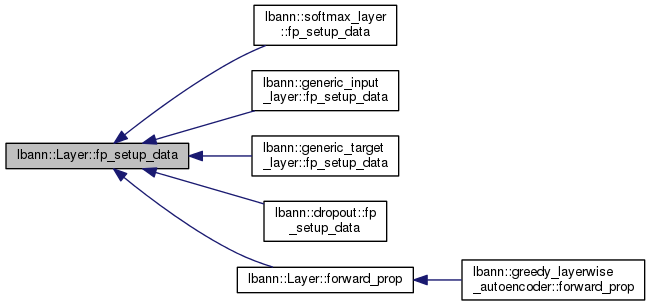 lbann::softmax_layer
::fp_setup_data
lbann::generic_input
_layer::fp_setup_data
lbann::Layer::fp_setup_data
lbann::generic_target
_layer::fp_setup_data
lbann::dropout::fp
_setup_data
lbann::Layer::forward_prop
lbann::greedy_layerwise
_autoencoder::forward_prop